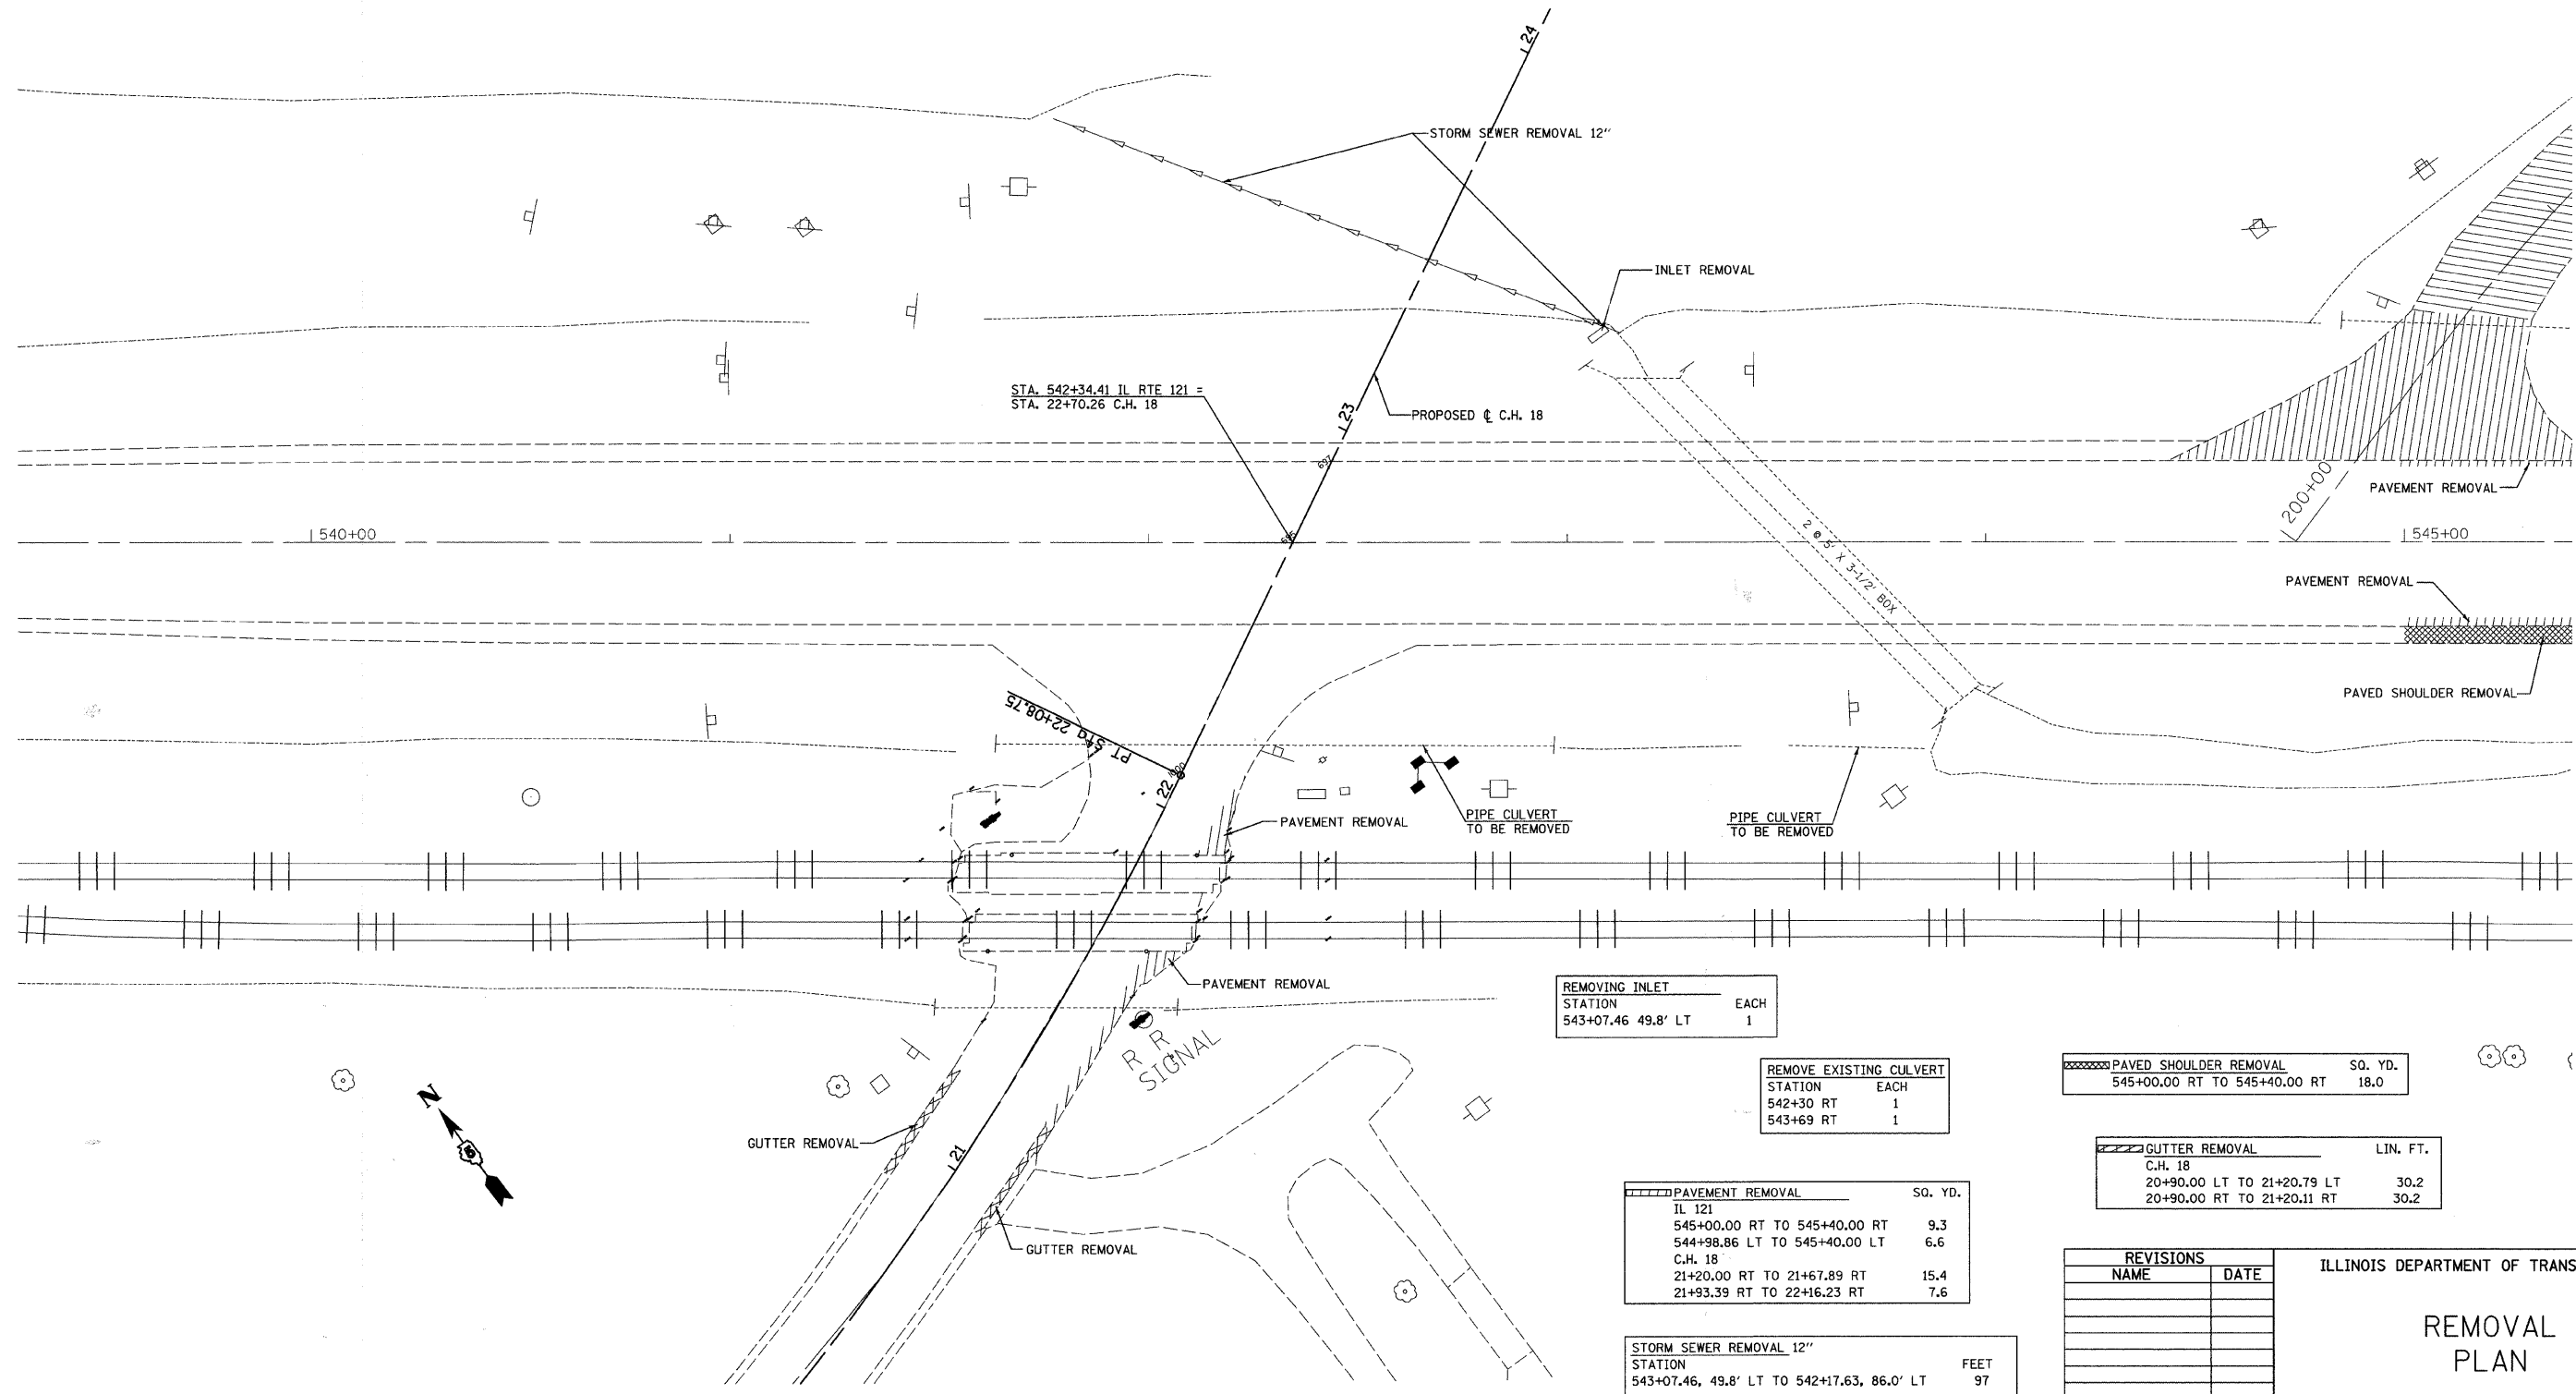 24
STORM SEWER REMOVAL 12"
INLET REMOVAL
STA. 542+34.41 IL RTE 121 =
STA. 22+70.26 C.H. 18
23
PROPOSED ℄ C.H. 18
697
200+00
PAVEMENT REMOVAL
540+00
545+00
2 @ 5' X 3-1/2' BOX
PAVEMENT REMOVAL
PAVED SHOULDER REMOVAL
PT Sta 22+08.75
22
PAVEMENT REMOVAL
PIPE CULVERT
TO BE REMOVED
PIPE CULVERT
TO BE REMOVED
PAVEMENT REMOVAL
R R
SIGNAL
N
GUTTER REMOVAL
21
GUTTER REMOVAL
REMOVING INLET
STATION EACH
543+07.46 49.8' LT 1
REMOVE EXISTING CULVERT
STATION EACH
542+30 RT 1
543+69 RT 1
PAVED SHOULDER REMOVAL SQ. YD.
545+00.00 RT TO 545+40.00 RT 18.0
GUTTER REMOVAL LIN. FT.
C.H. 18
20+90.00 LT TO 21+20.79 LT 30.2
20+90.00 RT TO 21+20.11 RT 30.2
PAVEMENT REMOVAL SQ. YD.
IL 121
545+00.00 RT TO 545+40.00 RT 9.3
544+98.86 LT TO 545+40.00 LT 6.6
C.H. 18
21+20.00 RT TO 21+67.89 RT 15.4
21+93.39 RT TO 22+16.23 RT 7.6
STORM SEWER REMOVAL 12"
STATION FEET
543+07.46, 49.8' LT TO 542+17.63, 86.0' LT 97
REVISIONS
NAME DATE
ILLINOIS DEPARTMENT OF TRANS
REMOVAL
PLAN